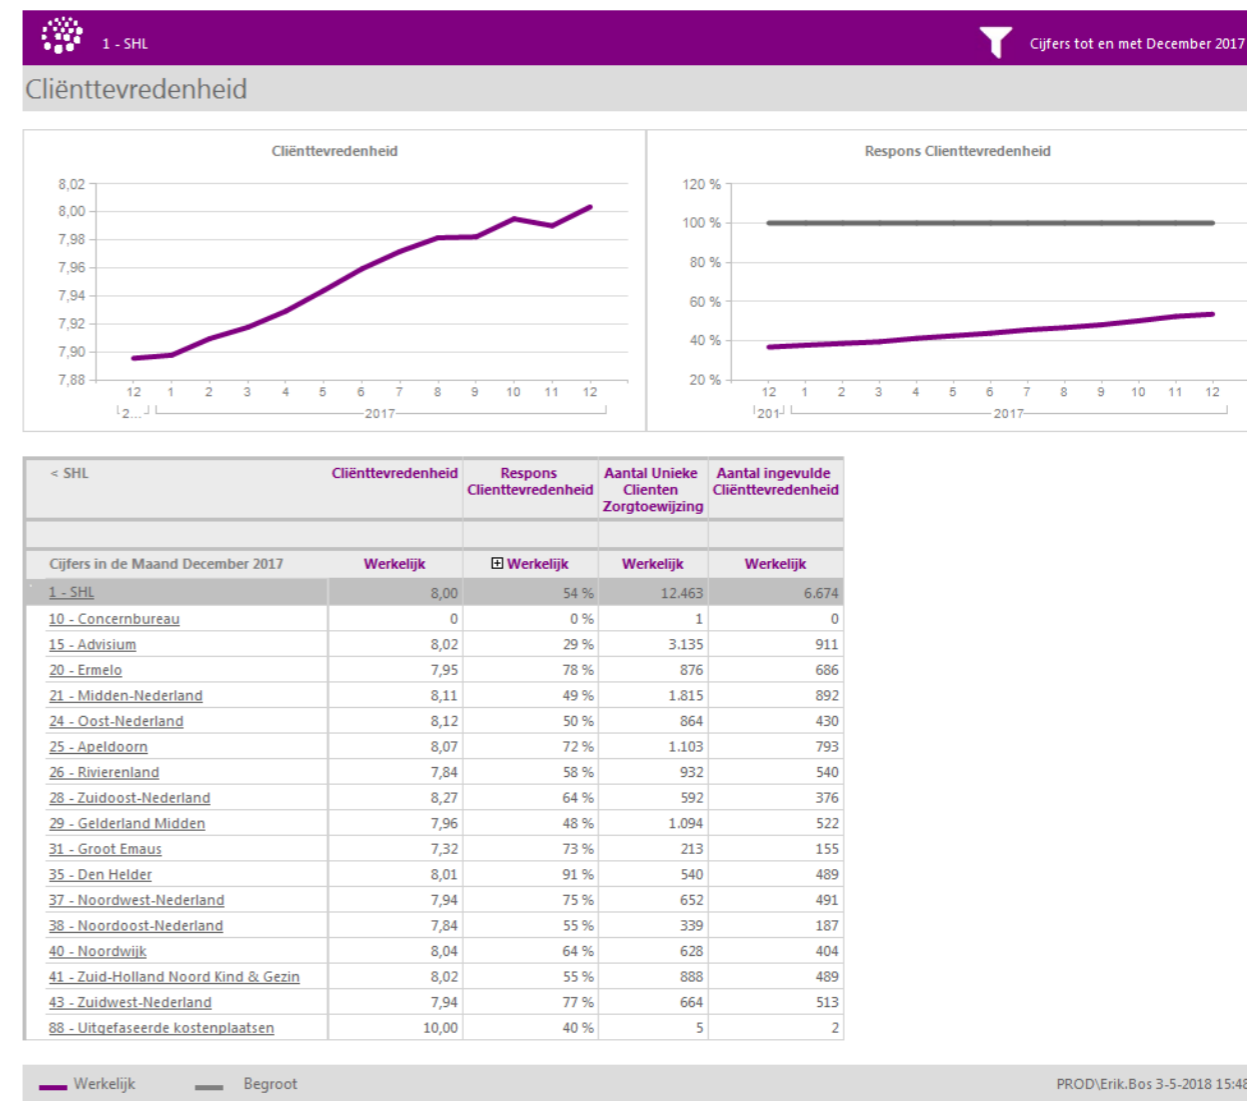 1 - SHL
Cijfers tot en met December 2017
Cliënttevredenheid
Cliënttevredenheid
8,02
8,00
7,98
7,96
7,94
7,92
7,90
7,88
12 1 2 3 4 5 6 7 8 9 10 11 12
2... 2017
Respons Clienttevredenheid
120 %
100 %
80 %
60 %
40 %
20 %
12 1 2 3 4 5 6 7 8 9 10 11 12
201 2017
< SHL Cliënttevredenheid Respons Aantal Unieke Aantal ingevulde
Clienttevredenheid Clienten Cliënttevredenheid
Zorgtoewijzing
Cijfers in de Maand December 2017 Werkelijk Werkelijk Werkelijk Werkelijk
1 - SHL 8,00 54 % 12.463 6.674
10 - Concernbureau 0 0 % 1 0
15 - Advisium 8,02 29 % 3.135 911
20 - Ermelo 7,95 78 % 876 686
21 - Midden-Nederland 8,11 49 % 1.815 892
24 - Oost-Nederland 8,12 50 % 864 430
25 - Apeldoorn 8,07 72 % 1.103 793
26 - Rivierenland 7,84 58 % 932 540
28 - Zuidoost-Nederland 8,27 64 % 592 376
29 - Gelderland Midden 7,96 48 % 1.094 522
31 - Groot Emaus 7,32 73 % 213 155
35 - Den Helder 8,01 91 % 540 489
37 - Noordwest-Nederland 7,94 75 % 652 491
38 - Noordoost-Nederland 7,84 55 % 339 187
40 - Noordwijk 8,04 64 % 628 404
41 - Zuid-Holland Noord Kind & Gezin 8,02 55 % 888 489
43 - Zuidwest-Nederland 7,94 77 % 664 513
88 - Uitgefaseerde kostenplaatsen 10,00 40 % 5 2
Werkelijk Begroot PROD\Erik.Bos 3-5-2018 15:48